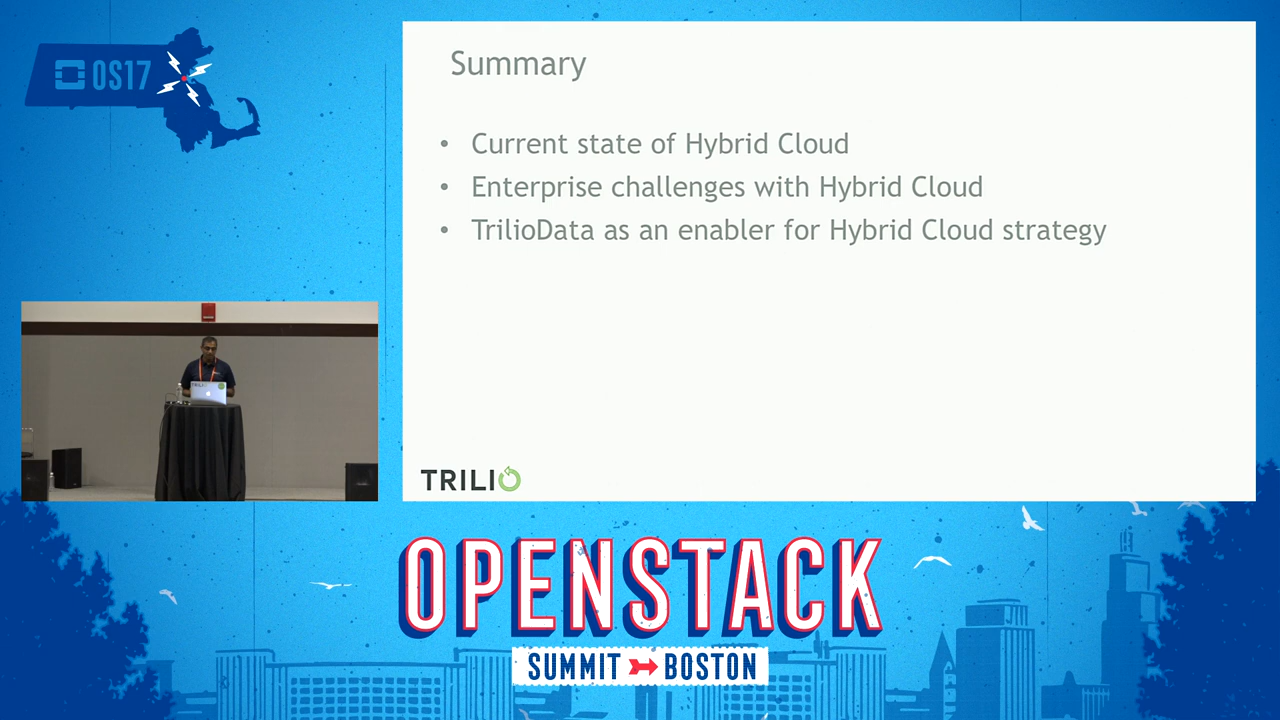 OS17
Summary
• Current state of Hybrid Cloud
• Enterprise challenges with Hybrid Cloud
• TrilioData as an enabler for Hybrid Cloud strategy
TRILIO
TRILIO
OPENSTACK
SUMMIT BOSTON